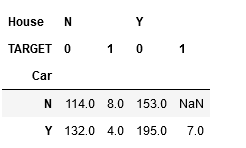 House N Y
TARGET 0 1 0 1
Car
N 114.0 8.0 153.0 NaN
Y 132.0 4.0 195.0 7.0